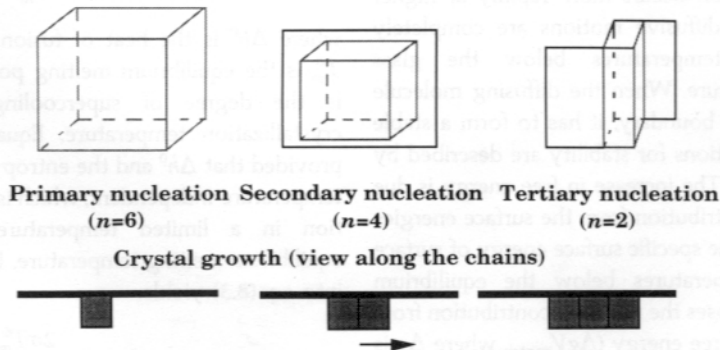 Primary nucleation Secondary nucleation Tertiary nucleation
(n=6) (n=4) (n=2)
Crystal growth (view along the chains)